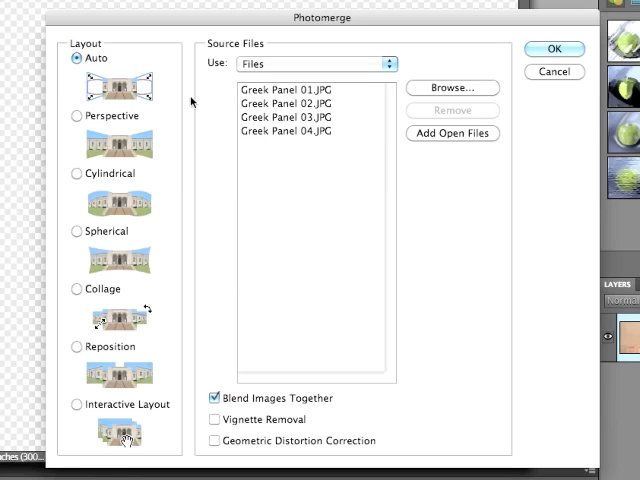 Photomerge
Layout
Auto
Perspective
Cylindrical
Spherical
Collage
Reposition
Interactive Layout
Source Files
Use: Files
Greek Panel 01.JPG
Greek Panel 02.JPG
Greek Panel 03.JPG
Greek Panel 04.JPG
Browse...
Remove
Add Open Files
Blend Images Together
Vignette Removal
Geometric Distortion Correction
OK
Cancel
LAYERS
Normal
(300...